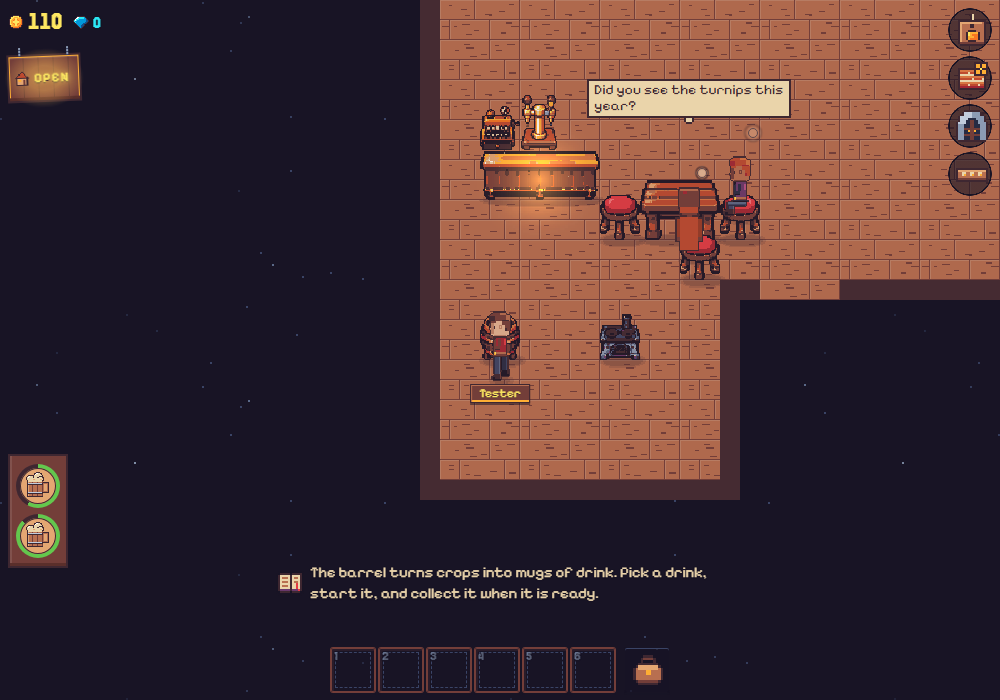 110
0
OPEN
Did you see the turnips this
year?
Tester
The barrel turns crops into mugs of drink. Pick a drink,
start it, and collect it when it is ready.
1 2 3 4 5 6